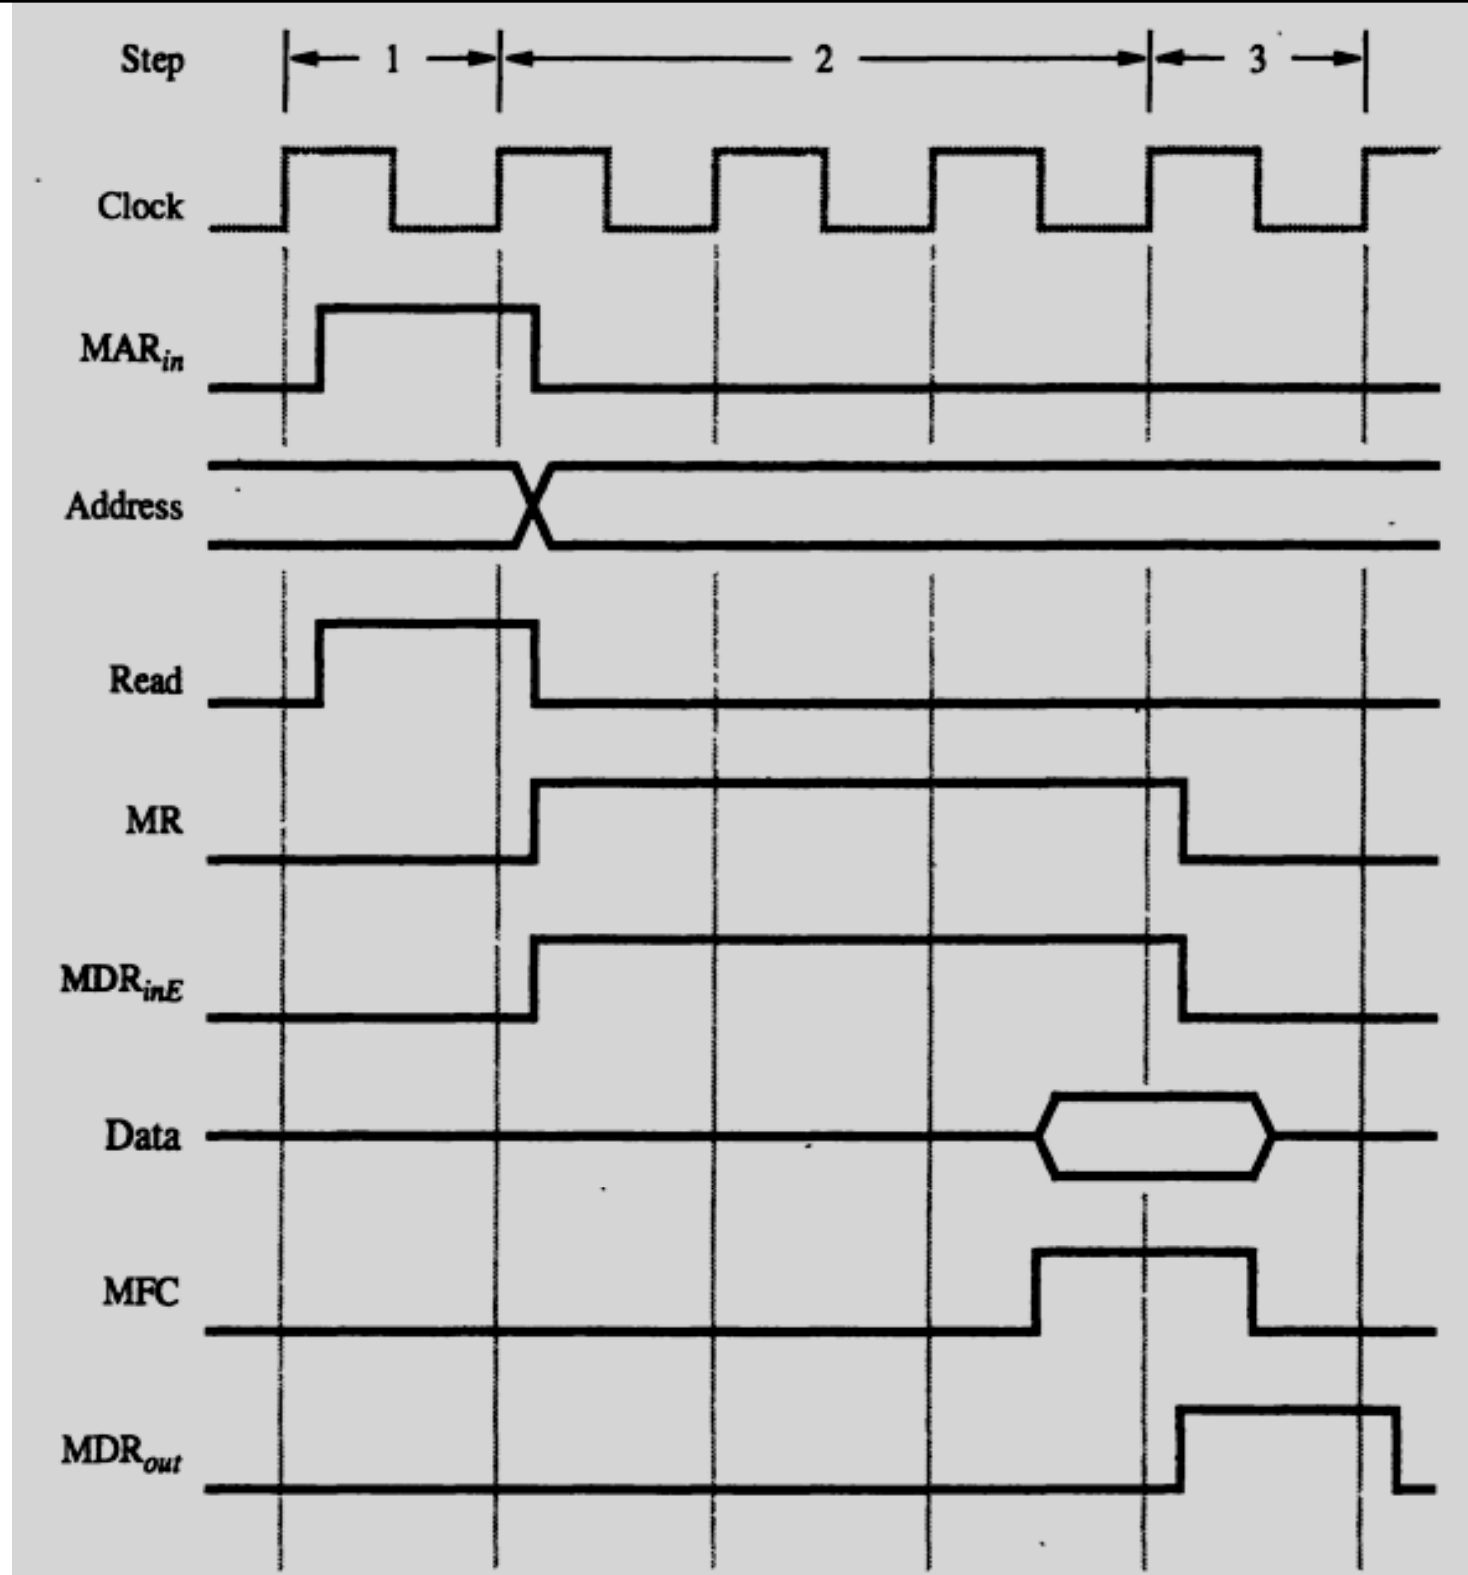 Step 1 2 3
Clock
MARin
Address
Read
MR
MDRinE
Data
MFC
MDRout